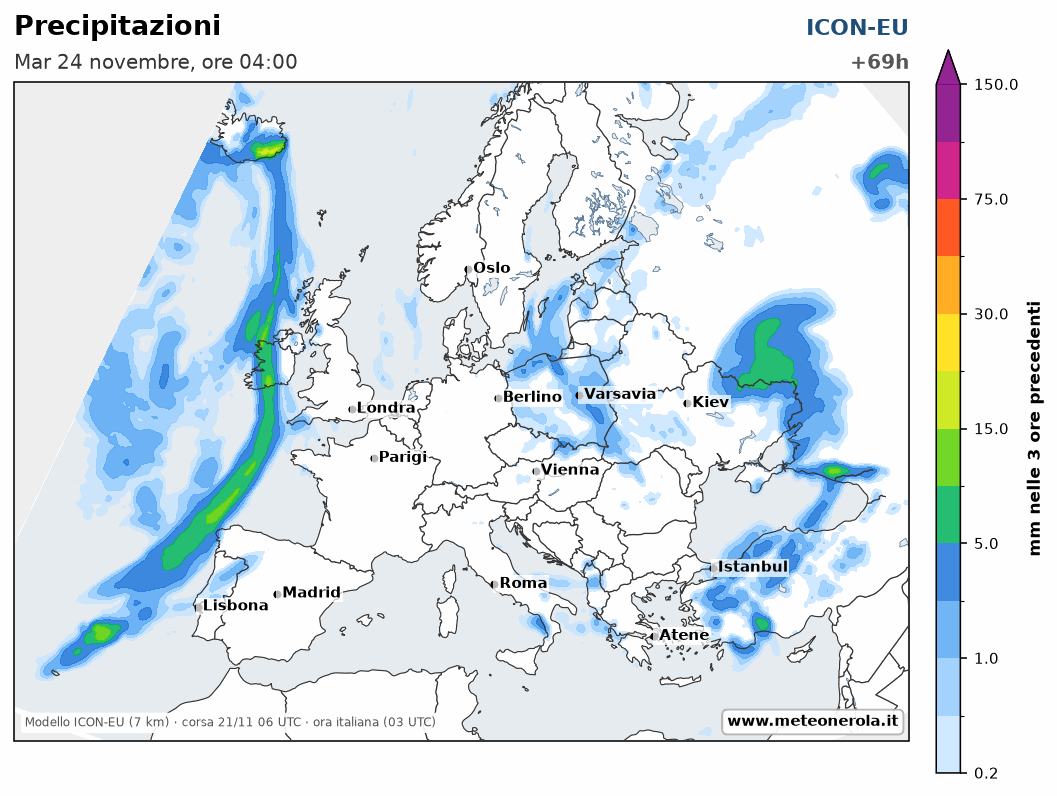 Precipitazioni
ICON-EU
Mar 24 novembre, ore 04:00
+69h
150.0
75.0
30.0
15.0
5.0
1.0
0.2
mm nelle 3 ore precedenti
Oslo
Berlino
Varsavia
Kiev
Londra
Parigi
Vienna
Istanbul
Roma
Madrid
Lisbona
Atene
Modello ICON-EU (7 km) · corsa 21/11 06 UTC · ora italiana (03 UTC)
www.meteonerola.it